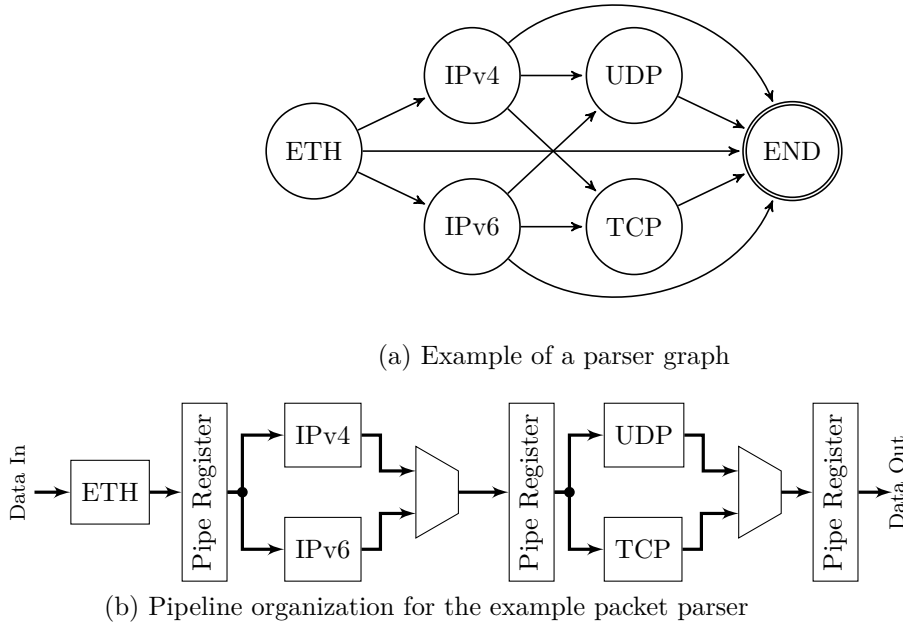 IPv4
UDP
ETH
END
IPv6
TCP
(a) Example of a parser graph
Data In
ETH
Pipe Register
IPv4
IPv6
Pipe Register
UDP
TCP
Pipe Register
Data Out
(b) Pipeline organization for the example packet parser